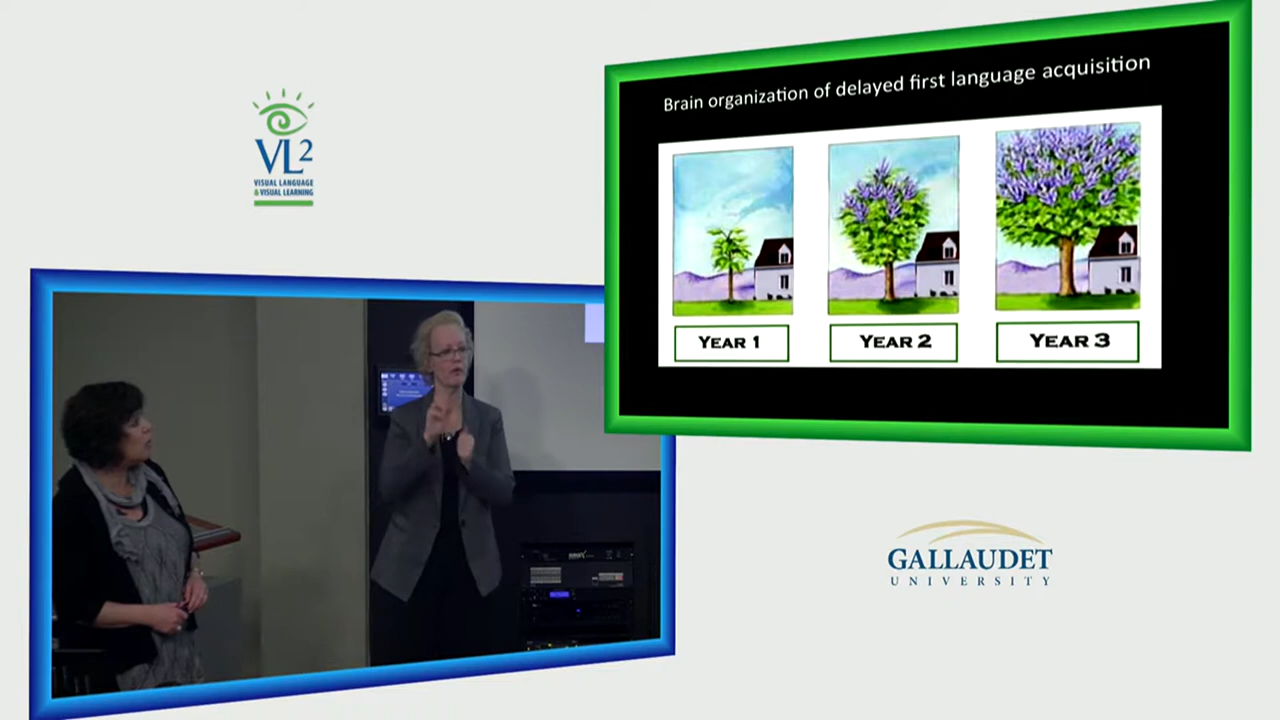 VL2
VISUAL LANGUAGE
& VISUAL LEARNING
Brain organization of delayed first language acquisition
YEAR 1
YEAR 2
YEAR 3
GALLAUDET
UNIVERSITY